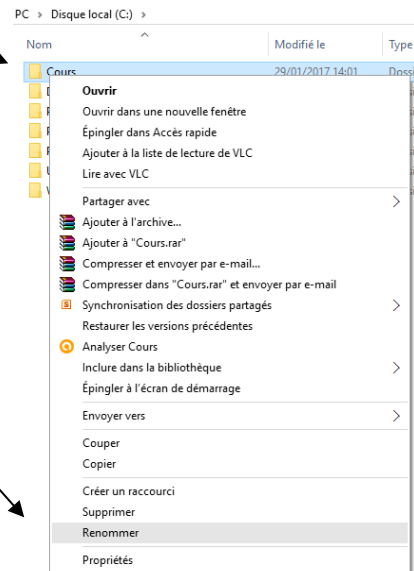 PC > Disque local (C:) >
Nom Modifié le Type
Cours 29/01/2017 14:01 Doss
Ouvrir
Ouvrir dans une nouvelle fenêtre
Épingler dans Accès rapide
Ajouter à la liste de lecture de VLC
Lire avec VLC
Partager avec
Ajouter à l'archive...
Ajouter à "Cours.rar"
Compresser et envoyer par e-mail...
Compresser dans "Cours.rar" et envoyer par e-mail
Synchronisation des dossiers partagés
Restaurer les versions précédentes
Analyser Cours
Inclure dans la bibliothèque
Épingler à l'écran de démarrage
Envoyer vers
Couper
Copier
Créer un raccourci
Supprimer
Renommer
Propriétés